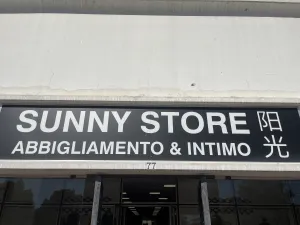 SUNNY STORE 阳光
ABBIGLIAMENTO & INTIMO
77